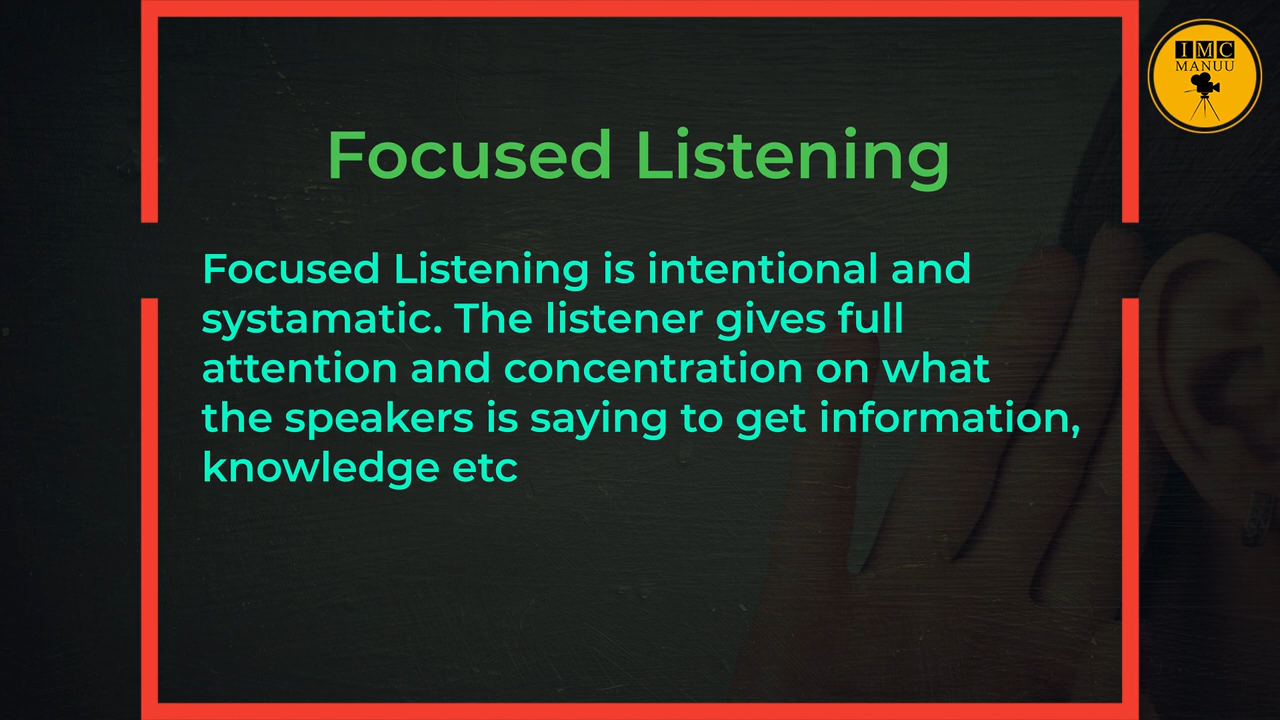 IMC
MANUU
Focused Listening
Focused Listening is intentional and
systamatic. The listener gives full
attention and concentration on what
the speakers is saying to get information,
knowledge etc